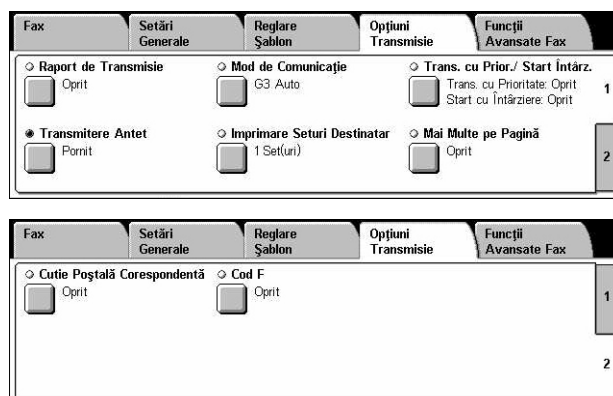 Fax
Setări Generale
Reglare Şablon
Opţiuni Transmisie
Funcţii Avansate Fax
Raport de Transmisie
Oprit
Mod de Comunicaţie
G3 Auto
Trans. cu Prior./ Start Întârz.
Trans. cu Prioritate: Oprit
Start cu Întârziere: Oprit
1
Transmitere Antet
Pornit
Imprimare Seturi Destinatar
1 Set(uri)
Mai Multe pe Pagină
Oprit
2
Fax
Setări Generale
Reglare Şablon
Opţiuni Transmisie
Funcţii Avansate Fax
Cutie Poştală Corespondentă
Oprit
Cod F
Oprit
1
2